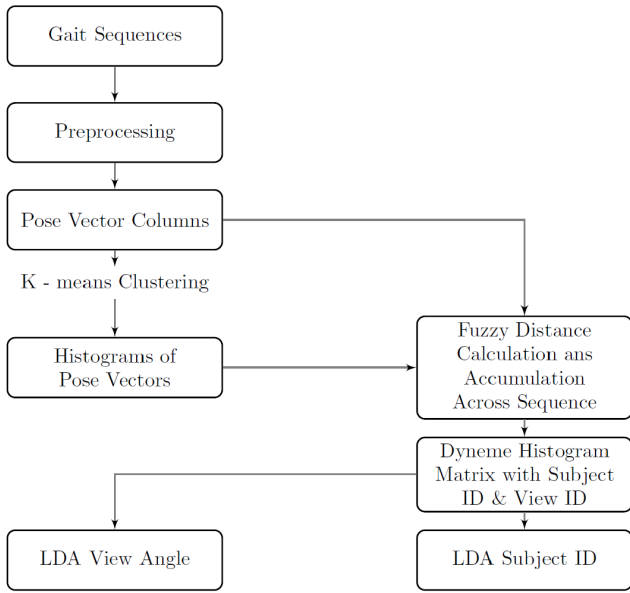 Gait Sequences
Preprocessing
Pose Vector Columns
K - means Clustering
Histograms of
Pose Vectors
Fuzzy Distance
Calculation ans
Accumulation
Across Sequence
Dyneme Histogram
Matrix with Subject
ID & View ID
LDA View Angle
LDA Subject ID